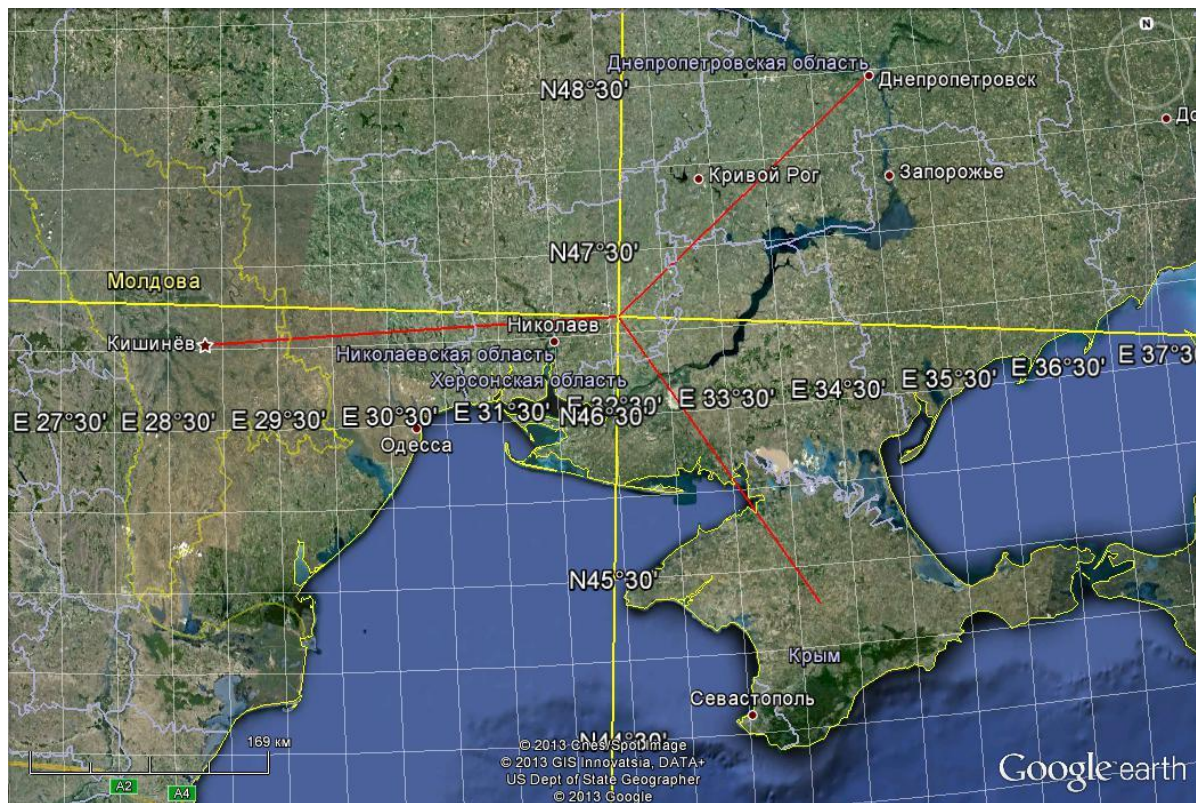 N
Днепропетровская область
Днепропетровск
N48°30'
До
Кривой Рог
Запорожье
N47°30'
Молдова
Николаев
Кишинёв
Николаевская область
Херсонская область
E 27°30' E 28°30' E 29°30' E 30°30' E 31°30' E 32°30' E 33°30' E 34°30' E 35°30' E 36°30' E 37°3
N46°30'
Одесса
N45°30'
Крым
Севастополь
N44°30'
169 км
© 2013 Cnes/Spot Image
© 2013 GIS Innovatsia, DATA+
US Dept of State Geographer
© 2013 Google
Google earth
A2
A4